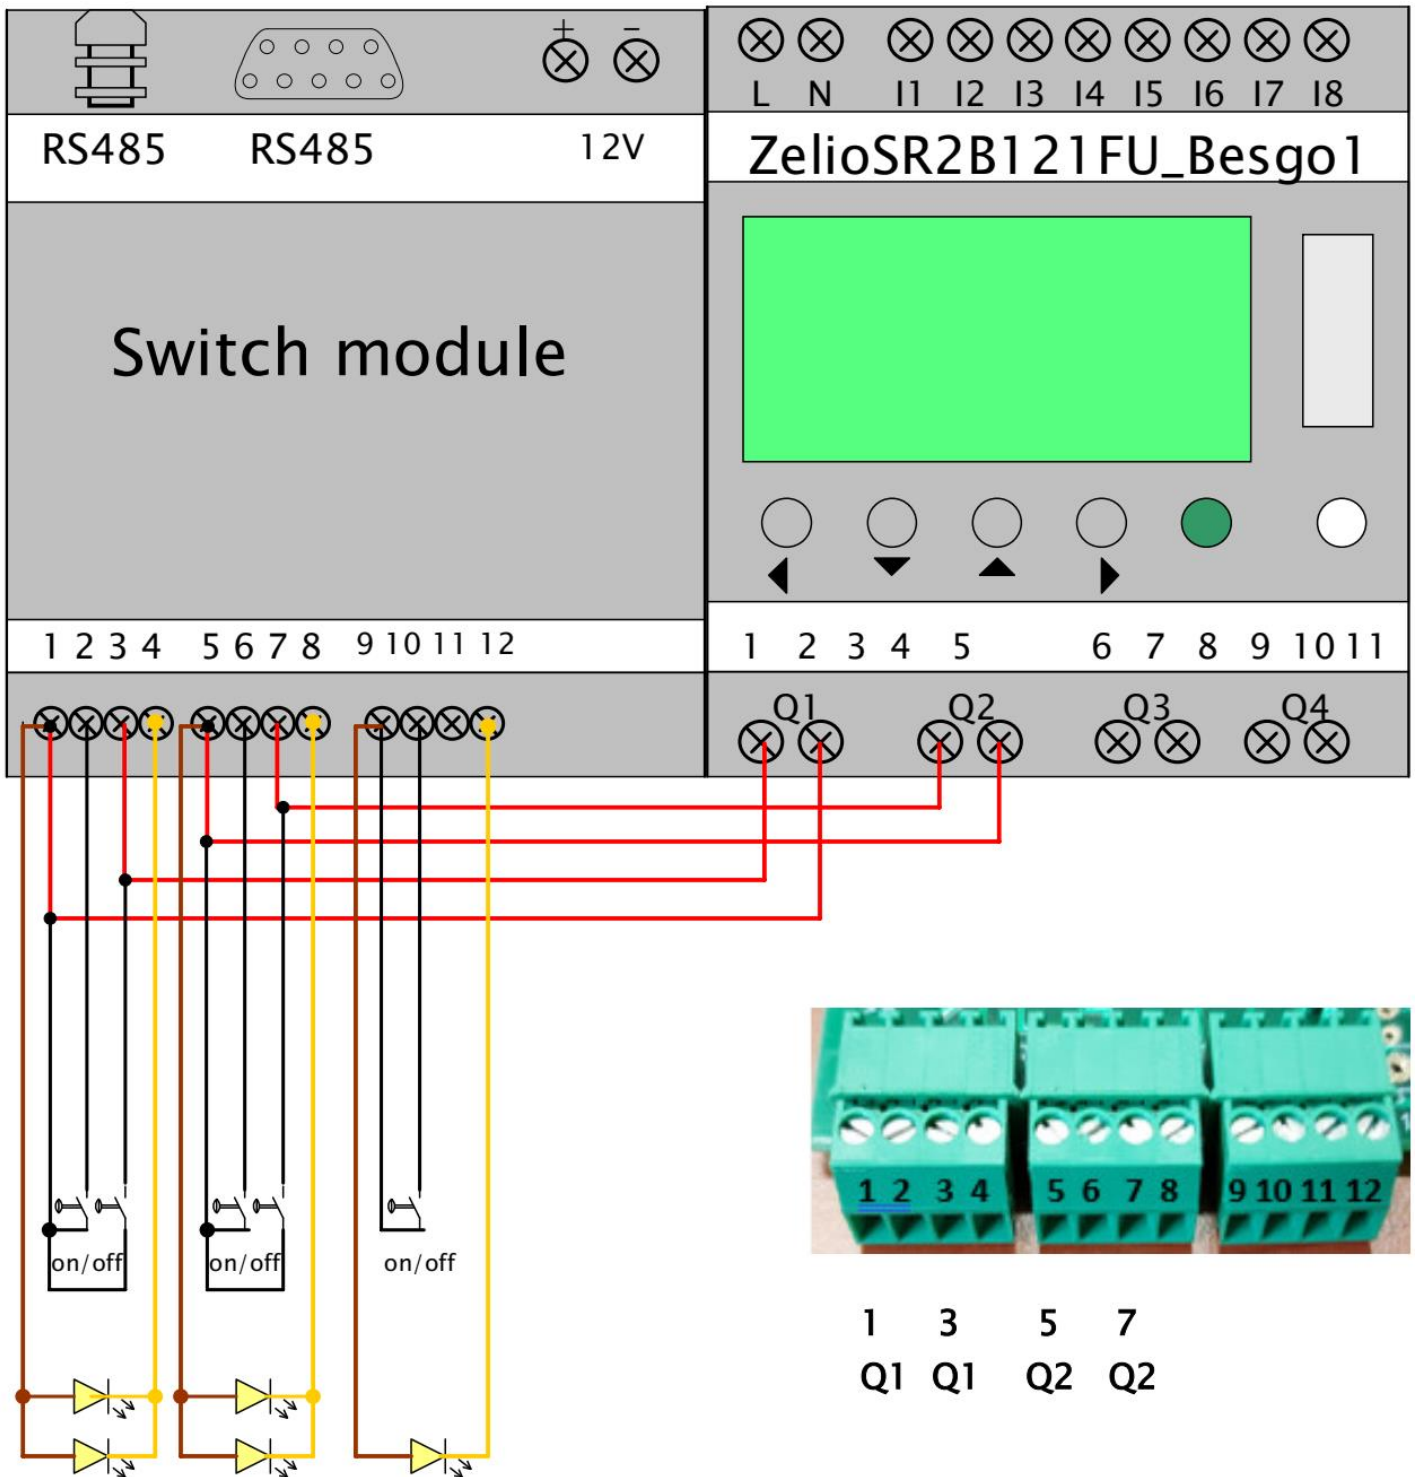 + -
L N I1 I2 I3 I4 I5 I6 I7 I8
RS485 RS485 12V
ZelioSR2B121FU_Besgo1
Switch module
1 2 3 4 5 6 7 8 9 10 11 12
1 2 3 4 5 6 7 8 9 10 11
Q1 Q2 Q3 Q4
on/off on/off on/off
1 2 3 4 5 6 7 8 9 10 11 12
1 3 5 7
Q1 Q1 Q2 Q2